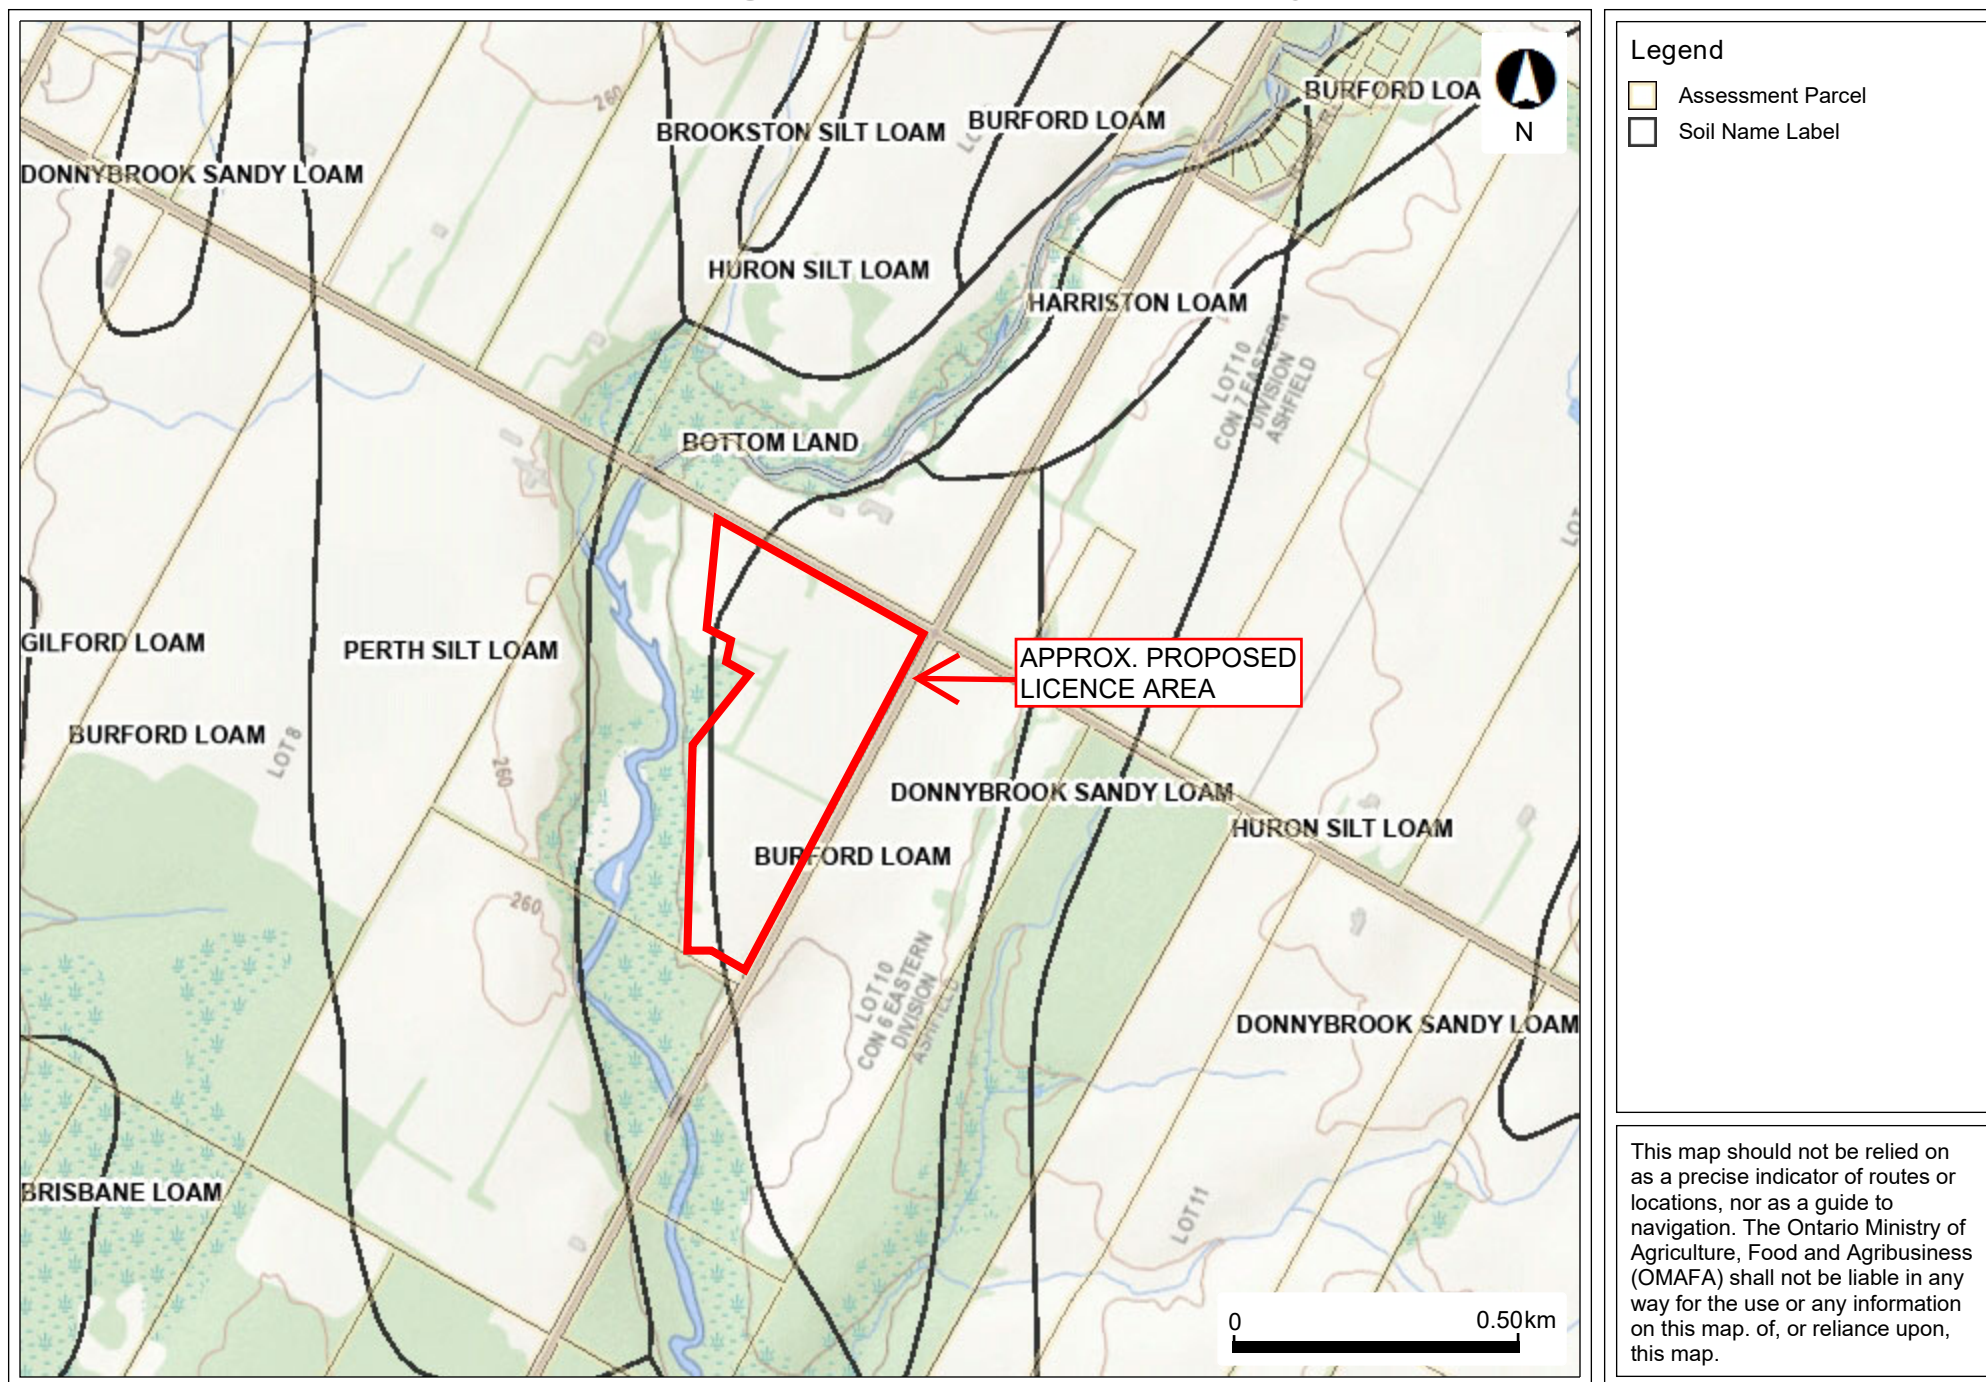 BURFORD LOA
N
BROOKSTON SILT LOAM
BURFORD LOAM
260
DONNYBROOK SANDY LOAM
HURON SILT LOAM
HARRISTON LOAM
LOT 10
CON 7 EASTERN
DIVISION
ASHFIELD
BOTTOM LAND
GILFORD LOAM
PERTH SILT LOAM
APPROX. PROPOSED
LICENCE AREA
BURFORD LOAM
LOT 8
260
DONNYBROOK SANDY LOAM
HURON SILT LOAM
BURFORD LOAM
260
LOT 10
CON 6 EASTERN
DIVISION
ASHFIELD
DONNYBROOK SANDY LOAM
BRISBANE LOAM
LOT 11
0 0.50km
Legend
Assessment Parcel
Soil Name Label
This map should not be relied on
as a precise indicator of routes or
locations, nor as a guide to
navigation. The Ontario Ministry of
Agriculture, Food and Agribusiness
(OMAFA) shall not be liable in any
way for the use or any information
on this map. of, or reliance upon,
this map.